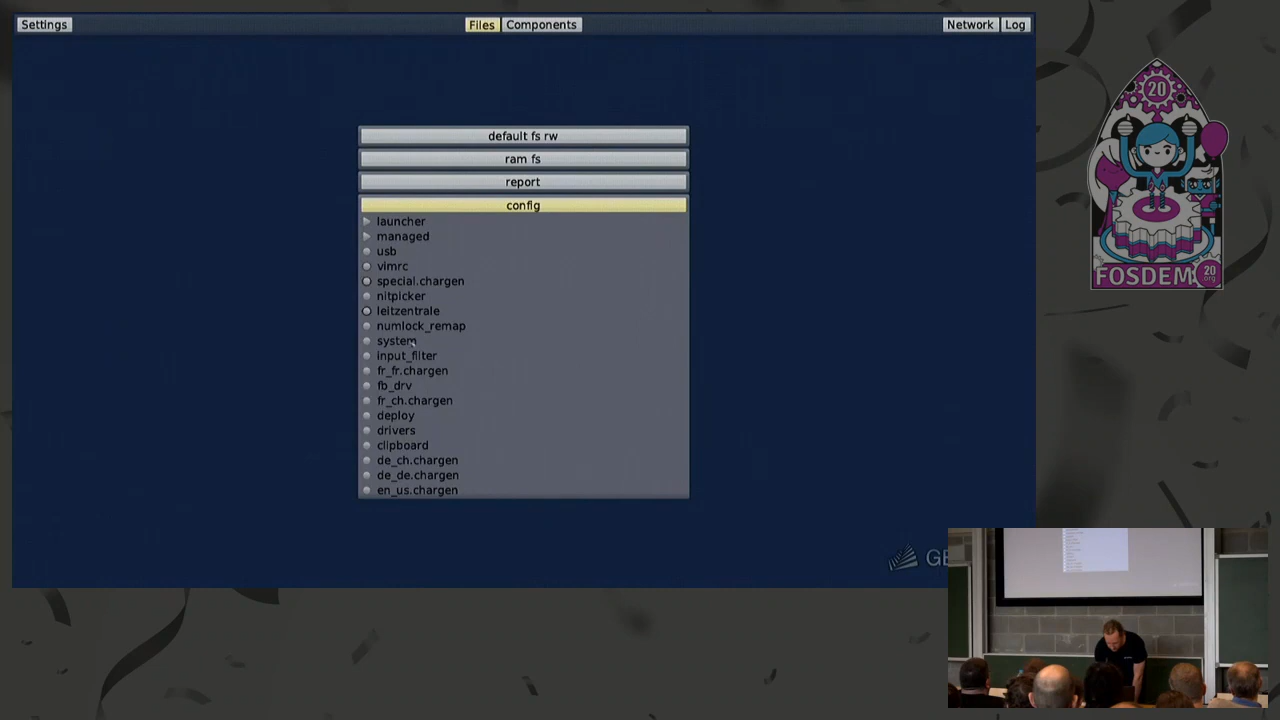 Settings
Files
Components
Network
Log
default fs rw
ram fs
report
config
launcher
managed
usb
vimrc
special.chargen
nitpicker
leitzentrale
numlock_remap
system
input_filter
fr_fr.chargen
fb_drv
fr_ch.chargen
deploy
drivers
clipboard
de_ch.chargen
de_de.chargen
en_us.chargen
20
FOSDEM
20
.org